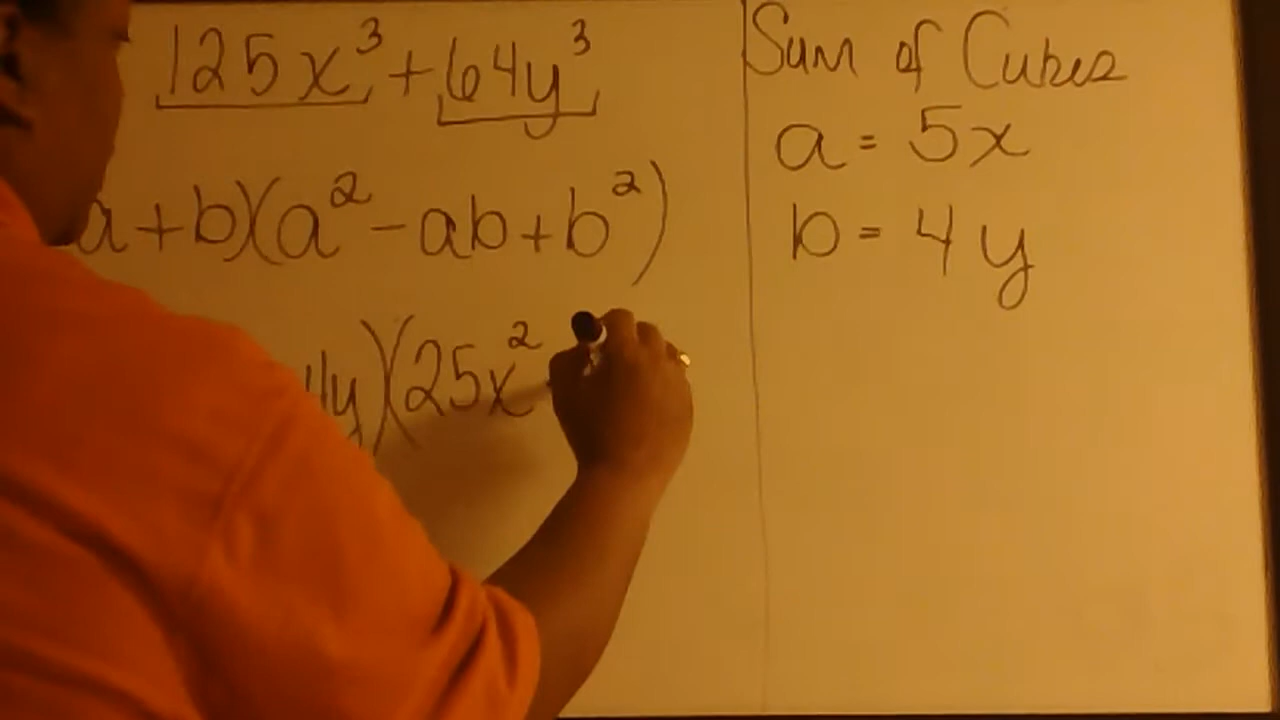 125x³ + 64y³
a + b)(a² - ab + b²)
4y)(25x²
Sum of Cubes
a = 5x
b = 4y